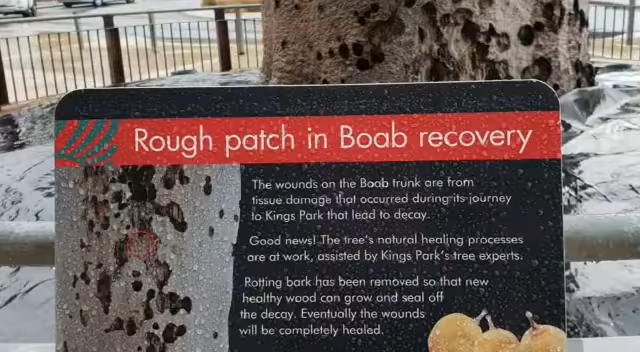 Rough patch in Boab recovery
The wounds on the Boab trunk are from
tissue damage that occurred during its journey
to Kings Park that lead to decay.
Good news! The tree's natural healing processes
are at work, assisted by Kings Park's tree experts.
Rotting bark has been removed so that new
healthy wood can grow and seal off
the decay. Eventually the wounds
will be completely healed.